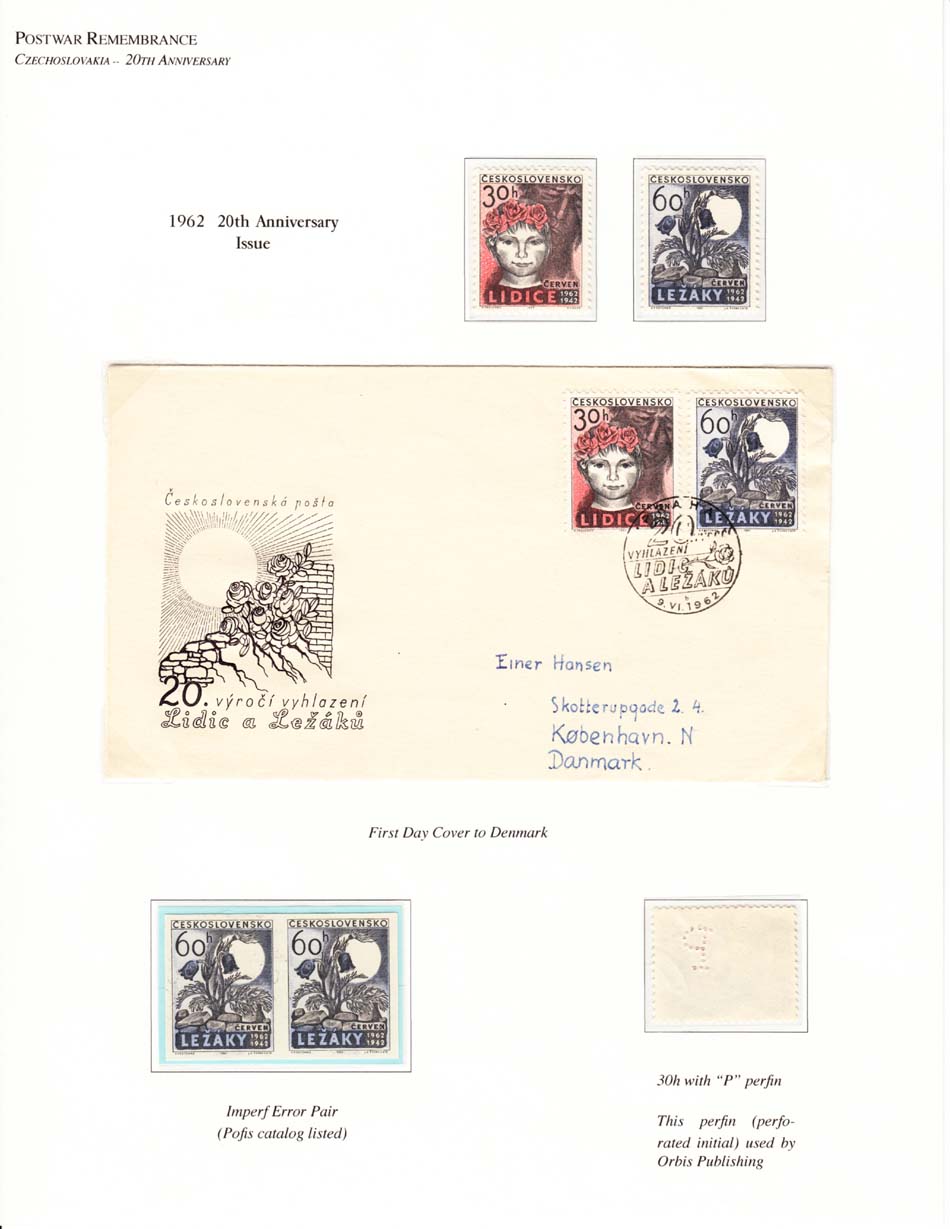 POSTWAR REMEMBRANCE
CZECHOSLOVAKIA -- 20TH ANNIVERSARY
1962 20th Anniversary
Issue
ČESKOSLOVENSKO
30h
ČERVEN
LIDICE 1962
1942
ČESKOSLOVENSKO
60h
ČERVEN
LEŽÁKY 1962
1942
ČESKOSLOVENSKO
30h
ČERVEN
LIDICE
ČESKOSLOVENSKO
60h
ČERVEN
LEŽÁKY 1962
1942
20.
VYHLAZENÍ
LIDIC
A LEŽÁKŮ
9.VI.1962
Československá pošta
20. výročí vyhlazení
Lidic a Ležáků
Einer Hansen
Skotterupgade 2. 4.
København. N
Danmark.
First Day Cover to Denmark
ČESKOSLOVENSKO
60h
ČERVEN
LEŽÁKY 1962
1942
ČESKOSLOVENSKO
60h
ČERVEN
LEŽÁKY 1962
1942
Imperf Error Pair
(Pofis catalog listed)
P
30h with “P” perfin
This perfin (perfo-
rated initial) used by
Orbis Publishing